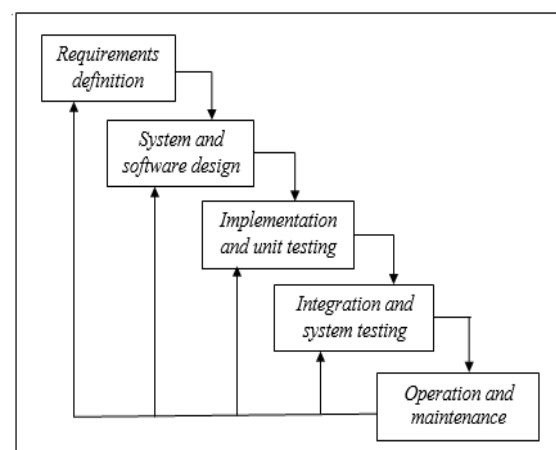 Requirements
definition
System and
software design
Implementation
and unit testing
Integration and
system testing
Operation and
maintenance